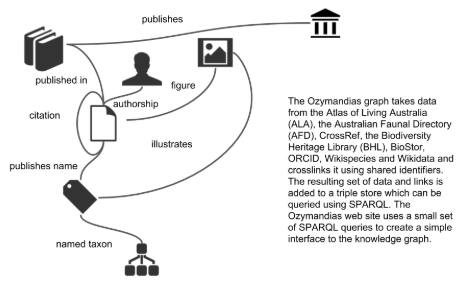 publishes
published in
authorship
figure
citation
illustrates
publishes name
named taxon
The Ozymandias graph takes data
from the Atlas of Living Australia
(ALA), the Australian Faunal Directory
(AFD), CrossRef, the Biodiversity
Heritage Library (BHL), BioStor,
ORCID, Wikispecies and Wikidata and
crosslinks it using shared identifiers.
The resulting set of data and links is
added to a triple store which can be
queried using SPARQL. The
Ozymandias web site uses a small set
of SPARQL queries to create a simple
interface to the knowledge graph.